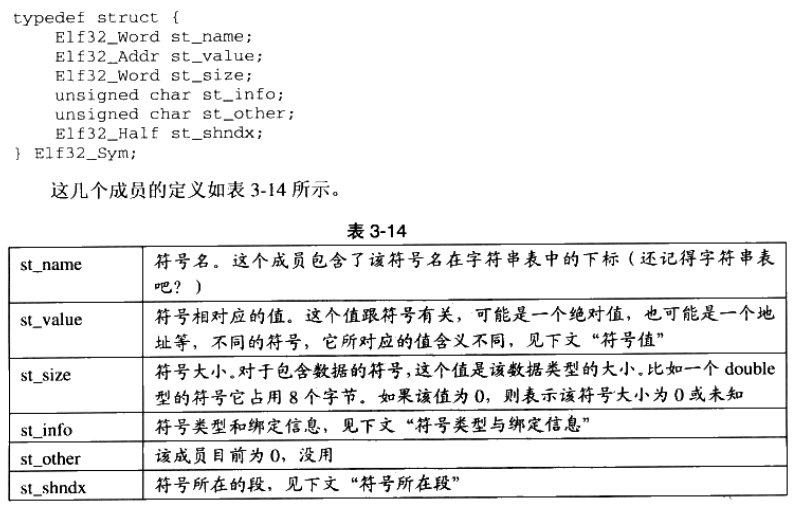 typedef struct {
    Elf32_Word st_name;
    Elf32_Addr st_value;
    Elf32_Word st_size;
    unsigned char st_info;
    unsigned char st_other;
    Elf32_Half st_shndx;
} Elf32_Sym;
这几个成员的定义如表 3-14 所示。
表 3-14
st_name 符号名。这个成员包含了该符号名在字符串表中的下标（还记得字符串表
吧？）
st_value 符号相对应的值。这个值跟符号有关，可能是一个绝对值，也可能是一个地
址等，不同的符号，它所对应的值含义不同，见下文“符号值”
st_size 符号大小。对于包含数据的符号，这个值是该数据类型的大小。比如一个 double
型的符号它占用 8 个字节。如果该值为 0，则表示该符号大小为 0 或未知
st_info 符号类型和绑定信息，见下文“符号类型与绑定信息”
st_other 该成员目前为 0，没用
st_shndx 符号所在的段，见下文“符号所在段”